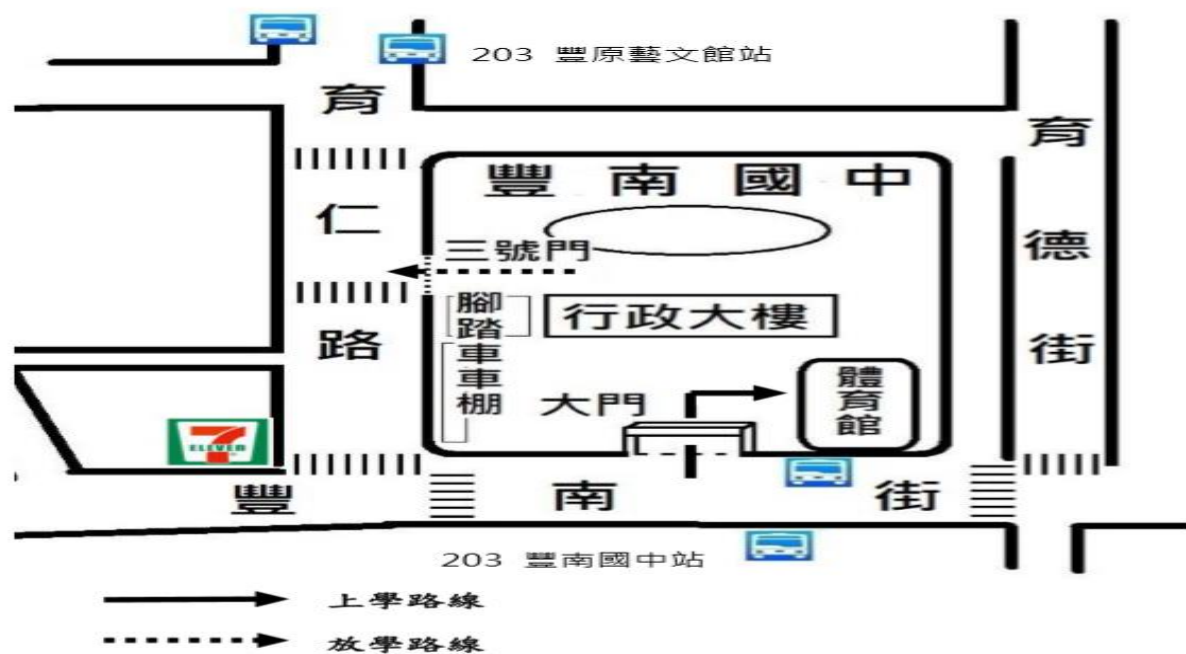 203 豐原藝文館站
育仁路
豐南國中
育德街
三號門
腳踏車車棚
行政大樓
體育館
大門
7
ELEVEN
豐南街
203 豐南國中站
上學路線
放學路線